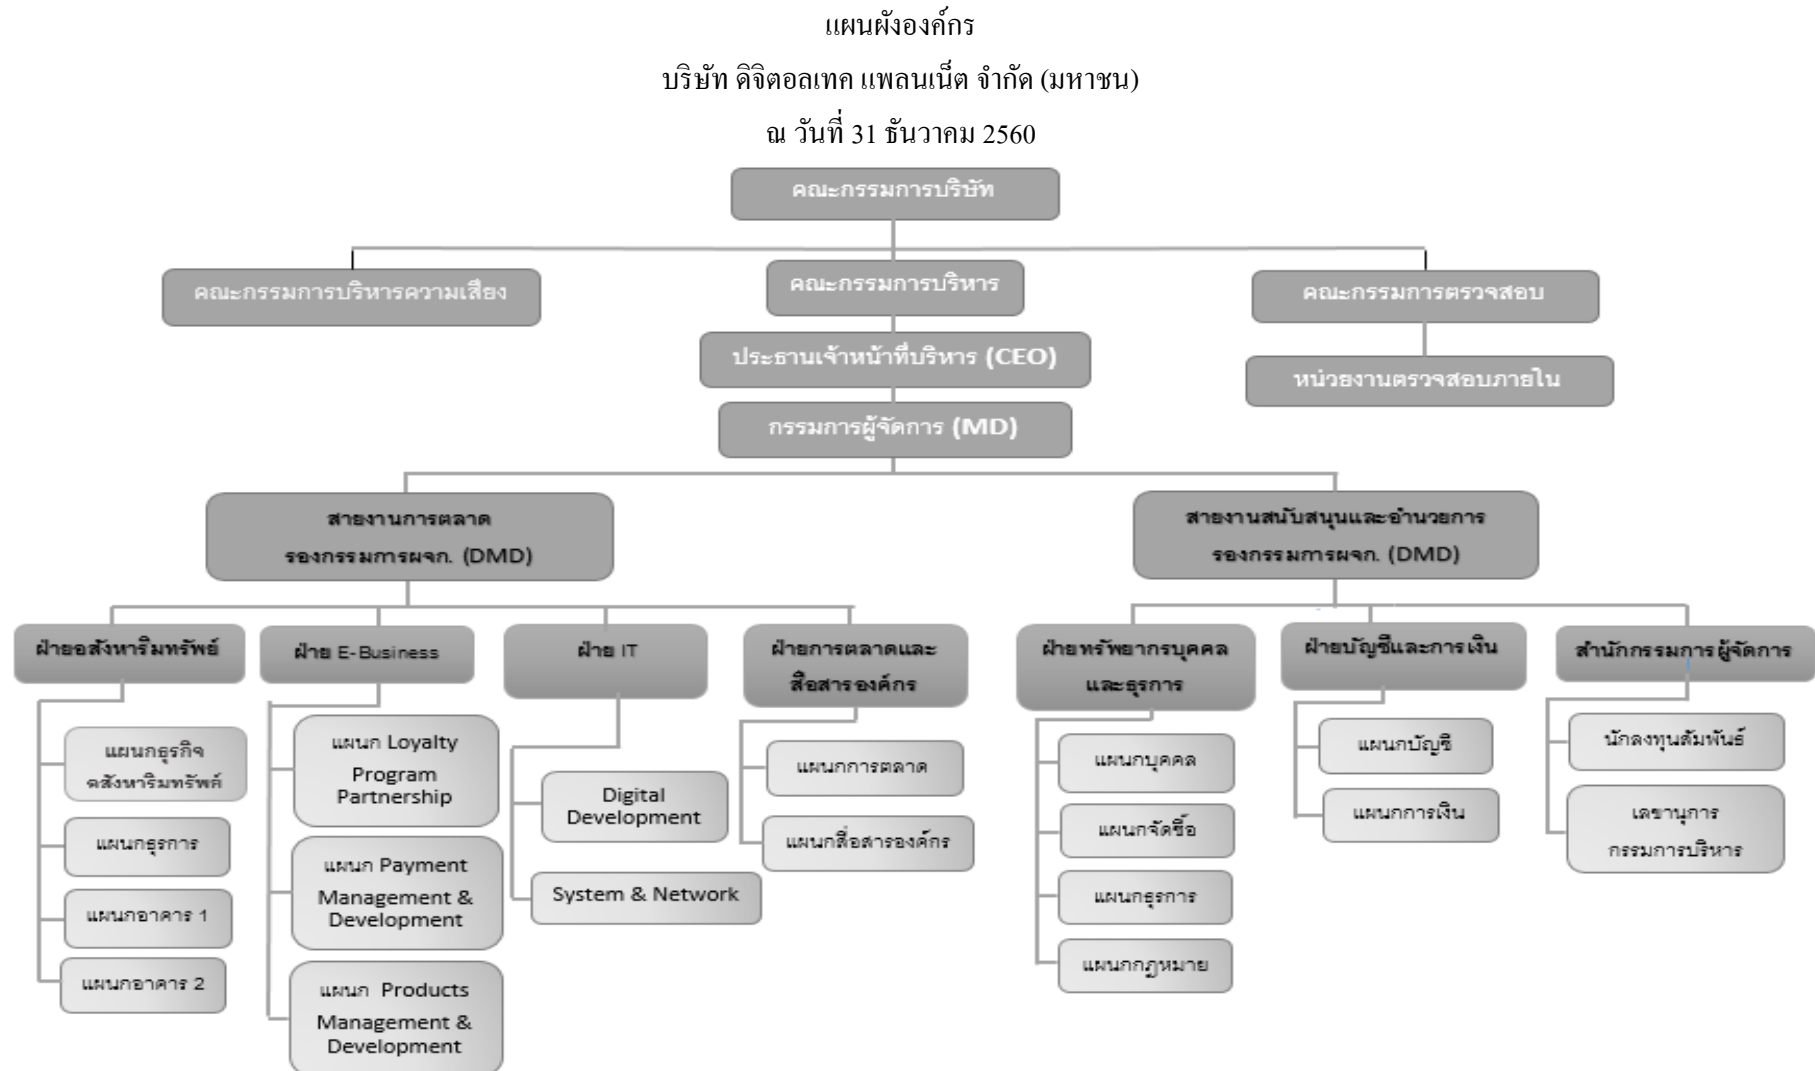 แผนผังองค์กร
บริษัท ดิจิตอลเทค แพลนเน็ต จำกัด (มหาชน)
ณ วันที่ 31 ธันวาคม 2560
คณะกรรมการบริษัท
คณะกรรมการบริหารความเสี่ยง
คณะกรรมการบริหาร
คณะกรรมการตรวจสอบ
ประธานเจ้าหน้าที่บริหาร (CEO)
หน่วยงานตรวจสอบภายใน
กรรมการผู้จัดการ (MD)
สายงานการตลาด
รองกรรมการผจก. (DMD)
สายงานสนับสนุนและอำนวยการ
รองกรรมการผจก. (DMD)
ฝ่ายอสังหาริมทรัพย์
ฝ่าย E-Business
ฝ่าย IT
ฝ่ายการตลาดและ
สื่อสารองค์กร
ฝ่ายทรัพยากรบุคคล
และธุรการ
ฝ่ายบัญชีและการเงิน
สำนักกรรมการผู้จัดการ
แผนกธุรกิจ
อสังหาริมทรัพย์
แผนกธุรการ
แผนกอาคาร 1
แผนกอาคาร 2
แผนก Loyalty
Program
Partnership
แผนก Payment
Management &
Development
แผนก Products
Management &
Development
Digital
Development
System & Network
แผนกการตลาด
แผนกสื่อสารองค์กร
แผนกบุคคล
แผนกจัดซื้อ
แผนกธุรการ
แผนกกฎหมาย
แผนกบัญชี
แผนกการเงิน
นักลงทุนสัมพันธ์
เลขานุการ
กรรมการบริหาร